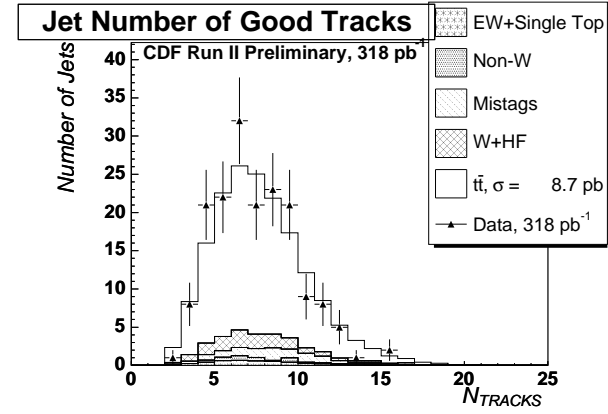 Jet Number of Good Tracks
CDF Run II Preliminary, 318 pb⁻¹
EW+Single Top
Non-W
Mistags
W+HF
tt̄, σ = 8.7 pb
Data, 318 pb⁻¹
Number of Jets
40
35
30
25
20
15
10
5
0
0 5 10 15 20 25
N_TRACKS